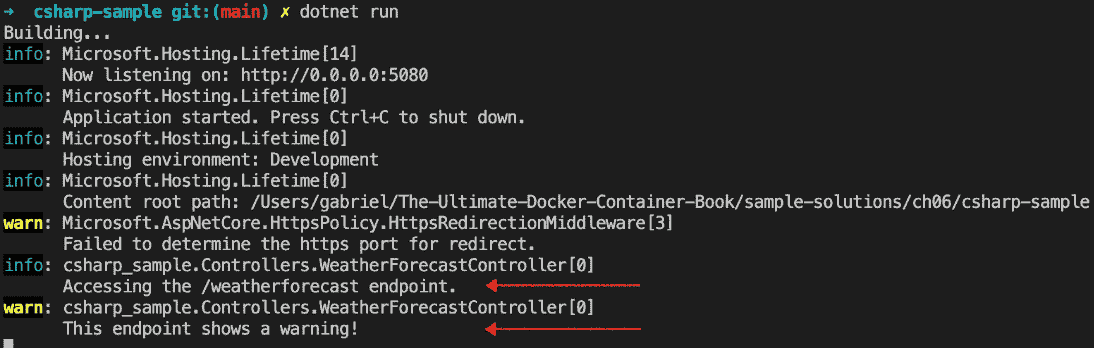 ➜ csharp-sample git:(main) ✗ dotnet run
Building...
info: Microsoft.Hosting.Lifetime[14]
      Now listening on: http://0.0.0.0:5080
info: Microsoft.Hosting.Lifetime[0]
      Application started. Press Ctrl+C to shut down.
info: Microsoft.Hosting.Lifetime[0]
      Hosting environment: Development
info: Microsoft.Hosting.Lifetime[0]
      Content root path: /Users/gabriel/The-Ultimate-Docker-Container-Book/sample-solutions/ch06/csharp-sample
warn: Microsoft.AspNetCore.HttpsPolicy.HttpsRedirectionMiddleware[3]
      Failed to determine the https port for redirect.
info: csharp_sample.Controllers.WeatherForecastController[0]
      Accessing the /weatherforecast endpoint.
warn: csharp_sample.Controllers.WeatherForecastController[0]
      This endpoint shows a warning!